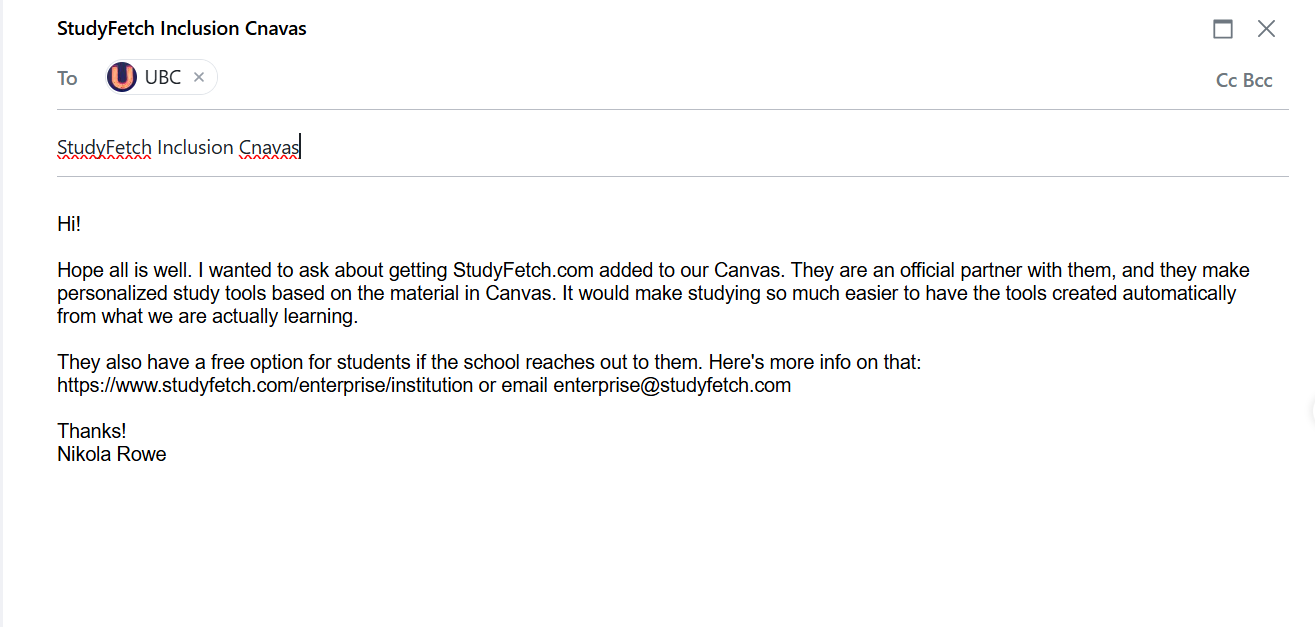 StudyFetch Inclusion Cnavas
To UBC Cc Bcc
StudyFetch Inclusion Cnavas
Hi!
Hope all is well. I wanted to ask about getting StudyFetch.com added to our Canvas. They are an official partner with them, and they make
personalized study tools based on the material in Canvas. It would make studying so much easier to have the tools created automatically
from what we are actually learning.
They also have a free option for students if the school reaches out to them. Here's more info on that:
https://www.studyfetch.com/enterprise/institution or email enterprise@studyfetch.com
Thanks!
Nikola Rowe